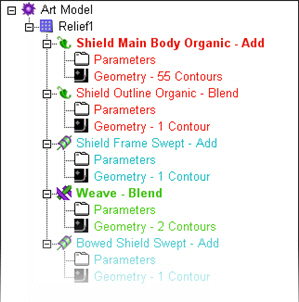 Art Model
Relief1
Shield Main Body Organic - Add
Parameters
Geometry - 55 Contours
Shield Outline Organic - Blend
Parameters
Geometry - 1 Contour
Shield Frame Swept - Add
Parameters
Geometry - 1 Contour
Weave - Blend
Parameters
Geometry - 2 Contours
Bowed Shield Swept - Add
Parameters
Geometry - 1 Contour